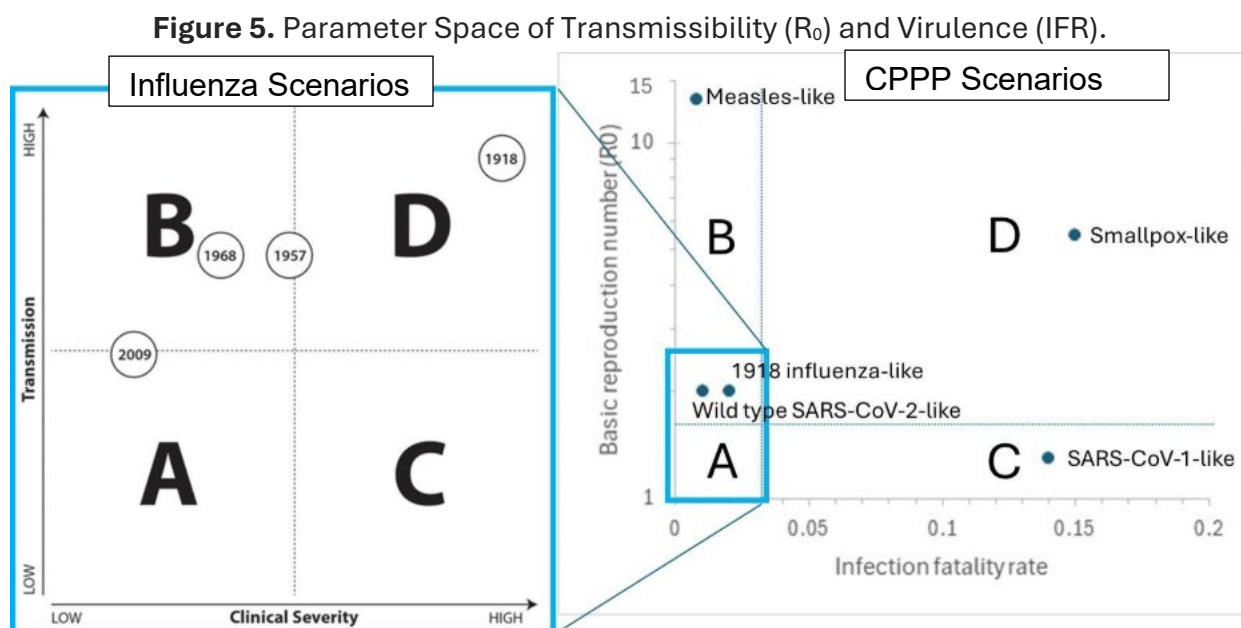 Figure 5. Parameter Space of Transmissibility (R₀) and Virulence (IFR).
Influenza Scenarios
HIGH
Transmission
LOW
B
D
1918
1968
1957
2009
A
C
LOW
Clinical Severity
HIGH
CPPP Scenarios
15
10
1
Basic reproduction number (R0)
Measles-like
B
D
Smallpox-like
1918 influenza-like
Wild type SARS-CoV-2-like
A
C
SARS-CoV-1-like
0
0.05
0.1
0.15
0.2
Infection fatality rate